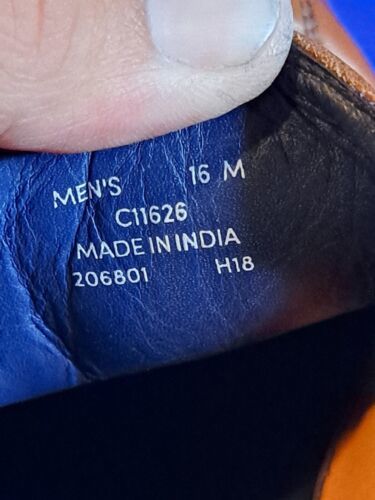 MEN'S 16 M
C11626
MADE IN INDIA
206801 H18